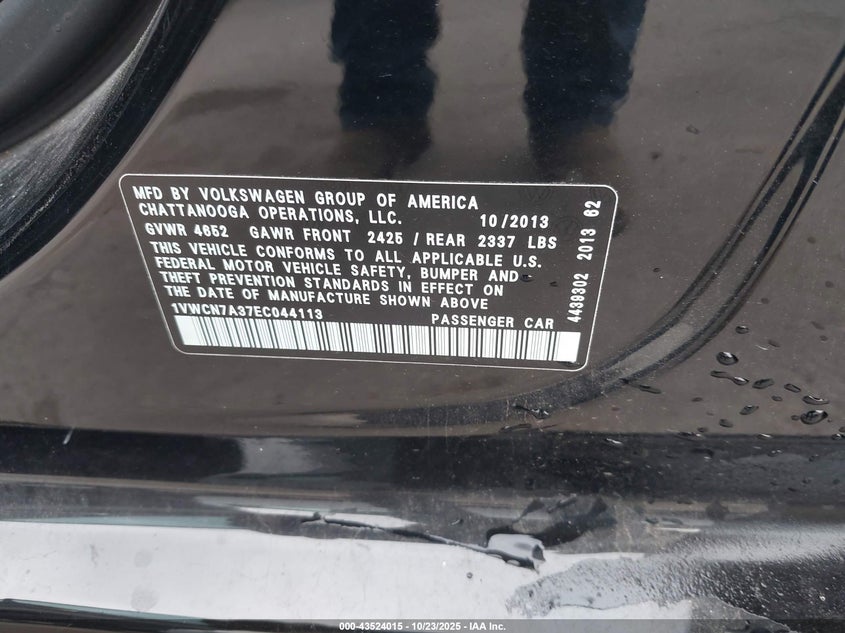 MFD BY VOLKSWAGEN GROUP OF AMERICA
CHATTANOOGA OPERATIONS, LLC. 10/2013
GVWR 4652 GAWR FRONT 2425 / REAR 2337 LBS
THIS VEHICLE CONFORMS TO ALL APPLICABLE U.S.
FEDERAL MOTOR VEHICLE SAFETY, BUMPER AND
THEFT PREVENTION STANDARDS IN EFFECT ON
THE DATE OF MANUFACTURE SHOWN ABOVE
1VWCN7A37EC044113 PASSENGER CAR
4439302 2013 62
000-43524015 - 10/23/2025 - IAA Inc.